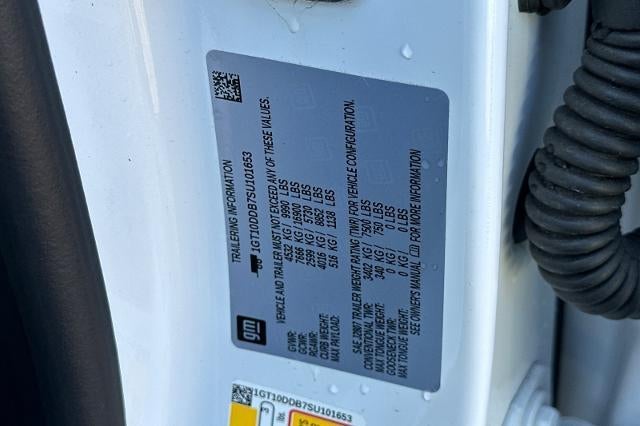 TRAILERING INFORMATION
1GT10DDB7SU101653
VEHICLE AND TRAILER MUST NOT EXCEED ANY OF THESE VALUES.
GVWR: 4532 KG / 9990 LBS
GCWR: 7666 KG / 16900 LBS
RGAWR: 2599 KG / 5730 LBS
CURB WEIGHT: 4016 KG / 8852 LBS
MAX PAYLOAD: 516 KG / 1138 LBS
SAE J2807 TRAILER WEIGHT RATING (TWR) FOR VEHICLE CONFIGURATION.
CONVENTIONAL TWR: 3402 KG / 7500 LBS
MAX TONGUE WEIGHT: 340 KG / 750 LBS
GOOSENECK TWR: 0 KG / 0 LBS
MAX TONGUE WEIGHT: 0 KG / 0 LBS
SEE OWNER'S MANUAL FOR MORE INFORMATION
gm
1GT10DDB7SU101653